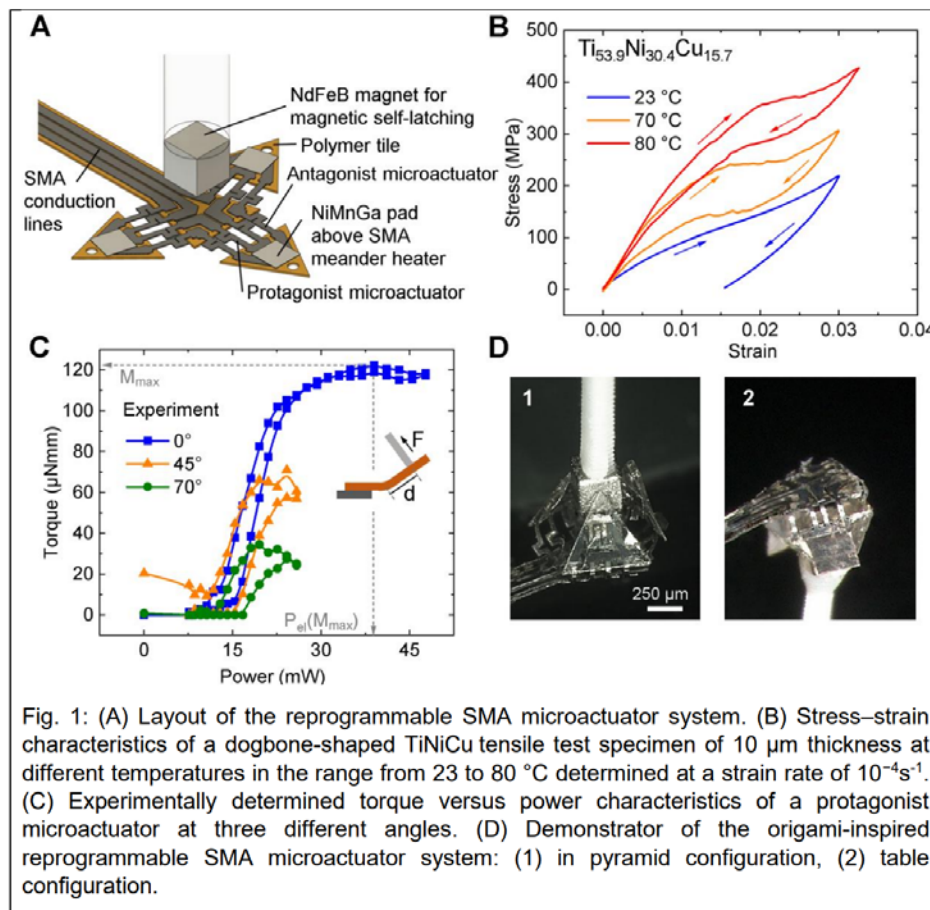 A
NdFeB magnet for
magnetic self-latching
Polymer tile
Antagonist microactuator
NiMnGa pad
above SMA
meander heater
Protagonist microactuator
SMA
conduction
lines
B
Ti53.9Ni30.4Cu15.7
23 °C
70 °C
80 °C
500
400
300
200
100
0
Stress (MPa)
0.00
0.01
0.02
0.03
0.04
Strain
C
Mmax
Experiment
0°
45°
70°
F
d
Pel(Mmax)
120
100
80
60
40
20
0
Torque (µNmm)
0
15
30
45
Power (mW)
D
1
2
250 µm
Fig. 1: (A) Layout of the reprogrammable SMA microactuator system. (B) Stress–strain
characteristics of a dogbone-shaped TiNiCu tensile test specimen of 10 µm thickness at
different temperatures in the range from 23 to 80 °C determined at a strain rate of 10⁻⁴s⁻¹.
(C) Experimentally determined torque versus power characteristics of a protagonist
microactuator at three different angles. (D) Demonstrator of the origami-inspired
reprogrammable SMA microactuator system: (1) in pyramid configuration, (2) table
configuration.